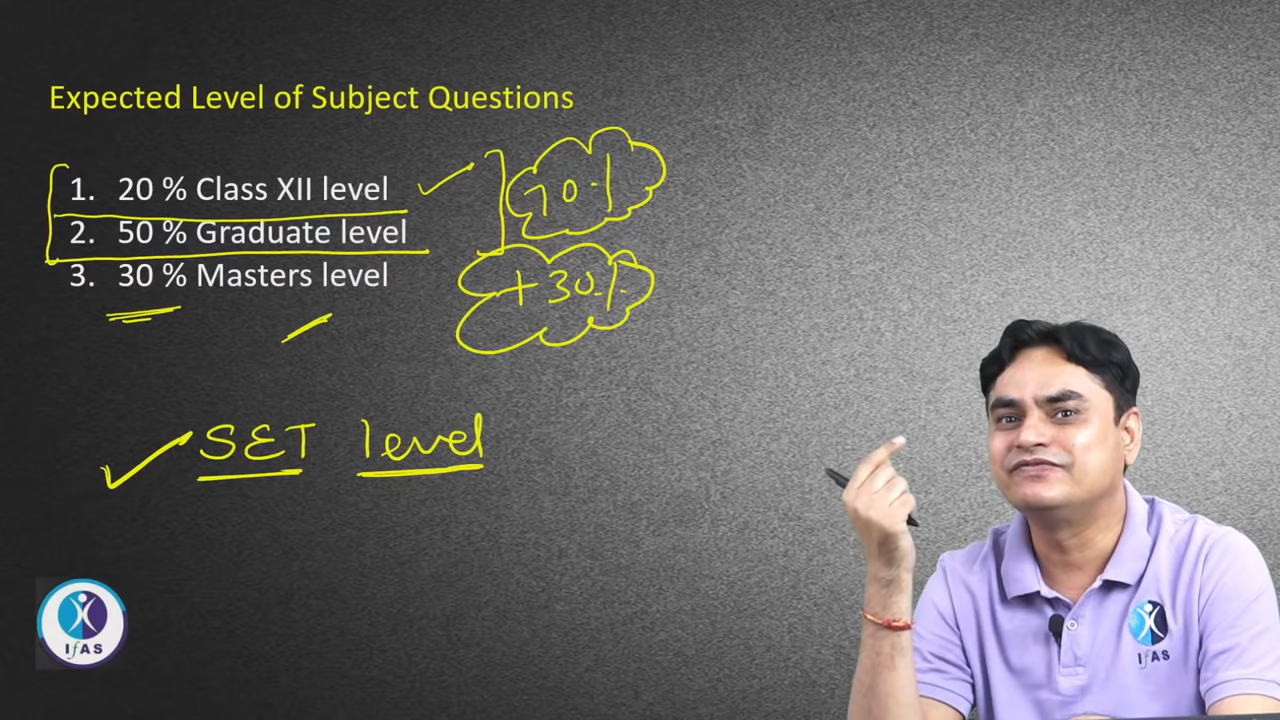 Expected Level of Subject Questions
1. 20 % Class XII level
2. 50 % Graduate level
3. 30 % Masters level
70%
+30%
SET level
IfAS
IfAS